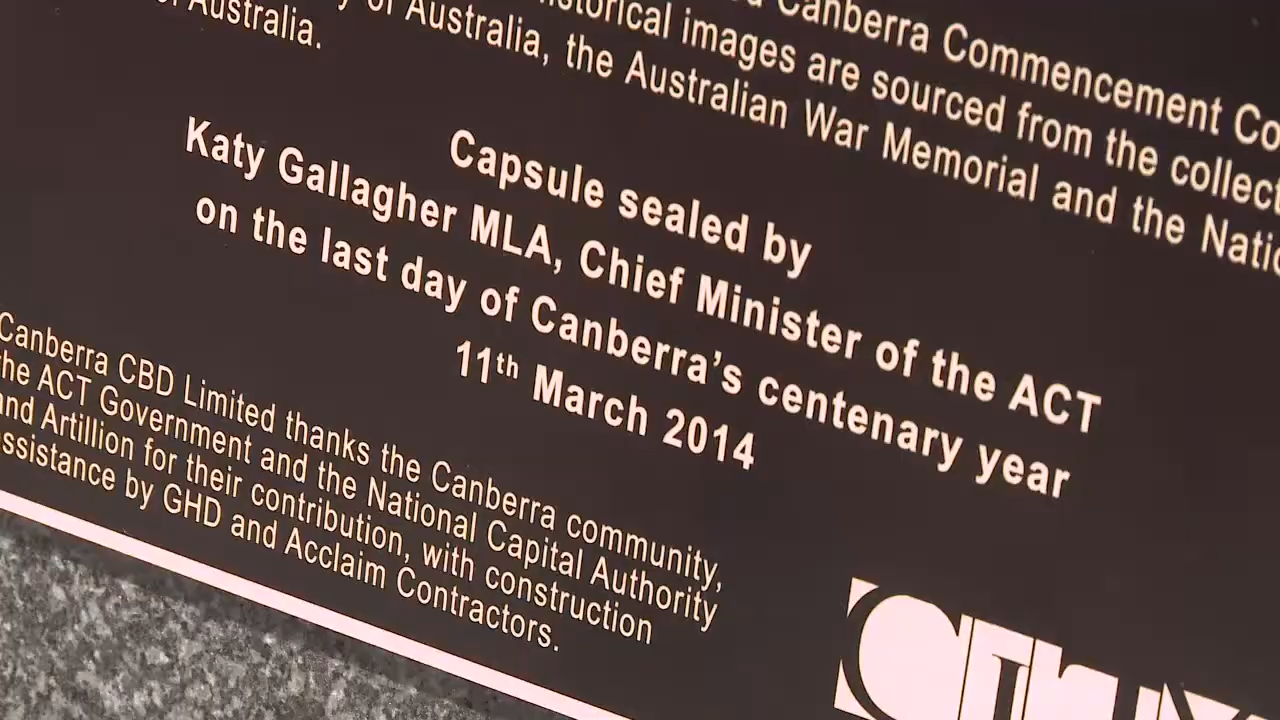 Canberra Commencement Co
historical images are sourced from the collect
of Australia, the Australian War Memorial and the Natio
Australia.
Capsule sealed by
Katy Gallagher MLA, Chief Minister of the ACT
on the last day of Canberra's centenary year
11th March 2014
Canberra CBD Limited thanks the Canberra community,
the ACT Government and the National Capital Authority
and Artillion for their contribution, with construction
assistance by GHD and Acclaim Contractors.